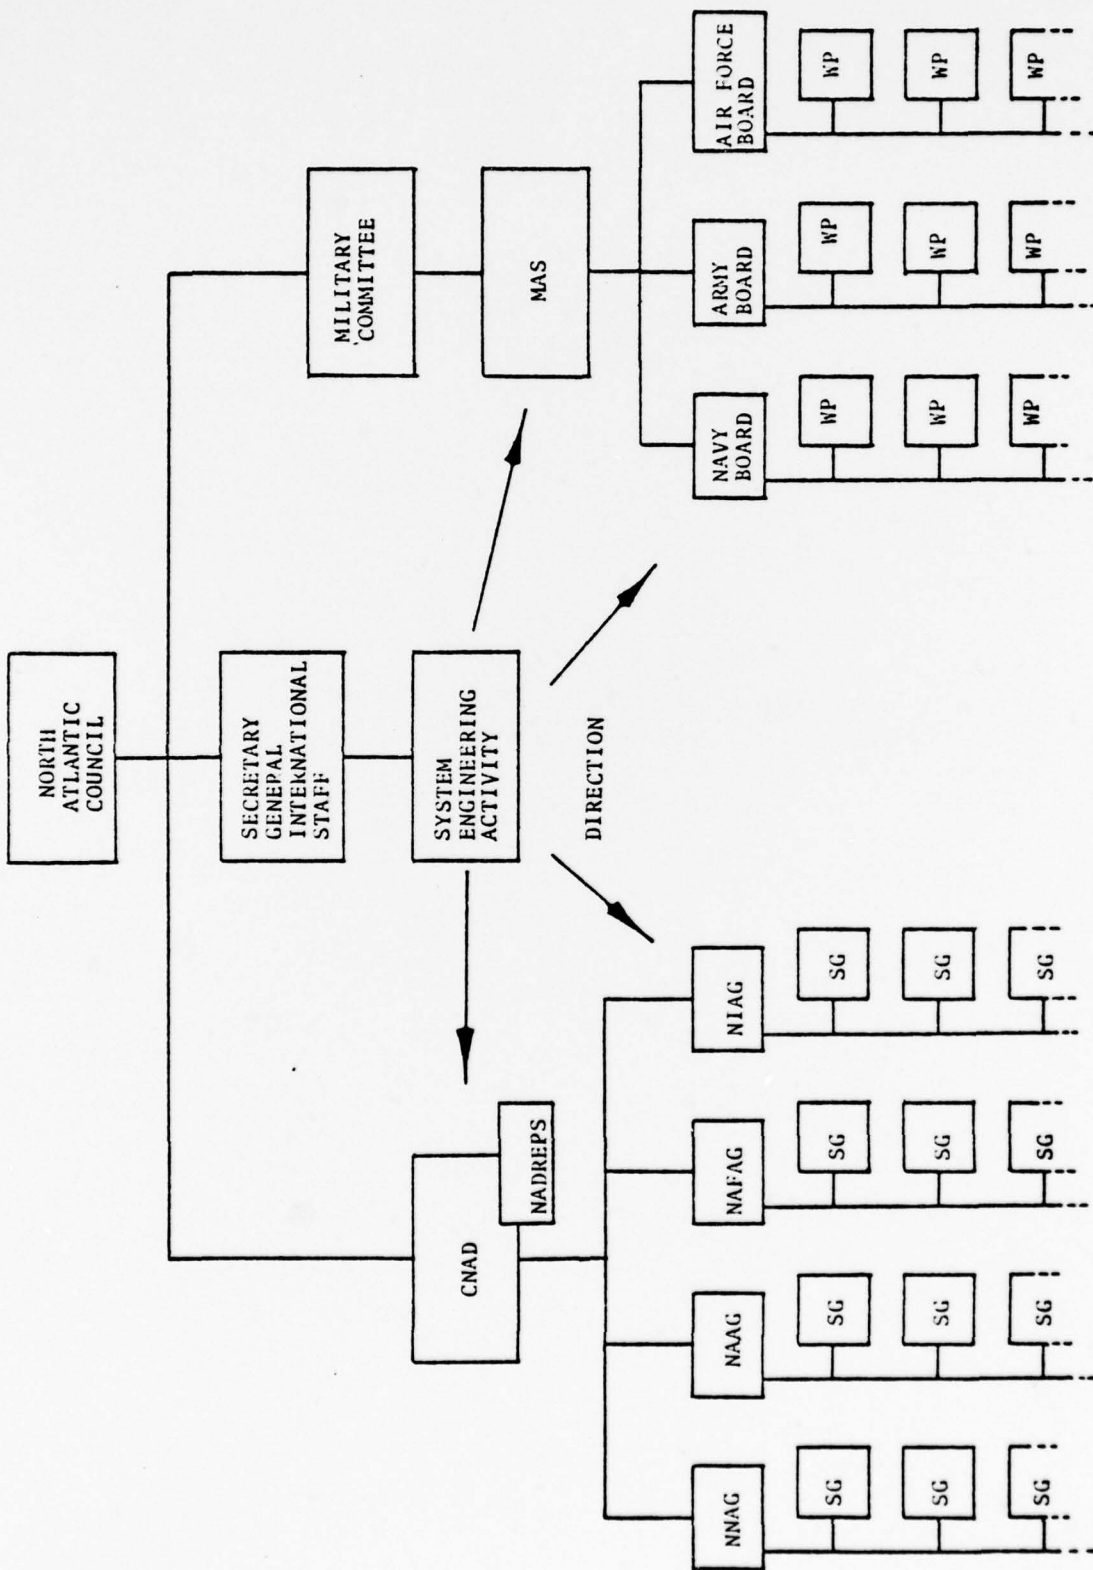 NORTH
ATLANTIC
COUNCIL
SECRETARY
GENERAL
INTERNATIONAL
STAFF
MILITARY
COMMITTEE
CNAD
NADREPS
SYSTEM
ENGINEERING
ACTIVITY
MAS
DIRECTION
NNAG
NAAG
NAFAG
NIAG
NAVY
BOARD
ARMY
BOARD
AIR FORCE
BOARD
SG
SG
SG
SG
WP
WP
WP
SG
SG
SG
SG
WP
WP
WP
SG
SG
SG
SG
WP
WP
WP